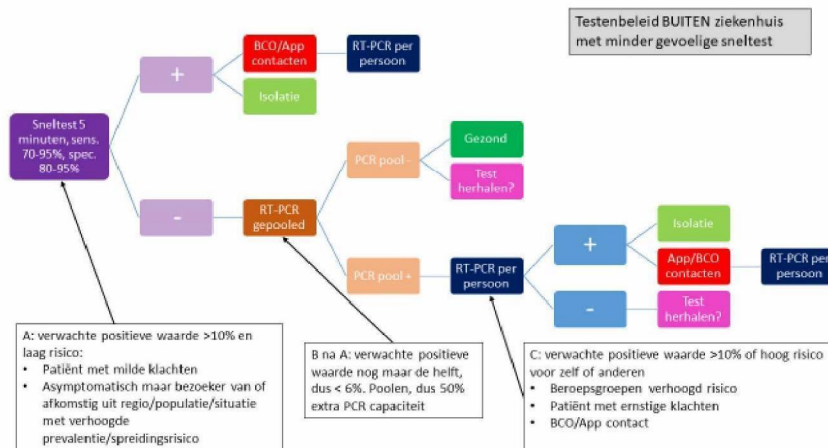 Testenbeleid BUITEN ziekenhuis
met minder gevoelige sneltest
BCO/App
contacten
RT-PCR per
persoon
+
Isolatie
Sneltest 5
minuten, sens.
70-95%, spec.
80-95%
Gezond
PCR pool -
Test
herhalen?
-
RT-PCR
gepooled
Isolatie
+
PCR pool +
RT-PCR per
persoon
App/BCO
contacten
RT-PCR per
persoon
-
Test
herhalen?
A: verwachte positieve waarde >10% en
laag risico:
• Patiënt met milde klachten
• Asymptomatisch maar bezoeker van of
afkomstig uit regio/populatie/situatie
met verhoogde
prevalentie/spreidingsrisico
B na A: verwachte positieve
waarde nog maar de helft,
dus < 6%. Poolen, dus 50%
extra PCR capaciteit
C: verwachte positieve waarde >10% of hoog risico
voor zelf of anderen
• Beroepsgroepen verhoogd risico
• Patiënt met ernstige klachten
• BCO/App contact